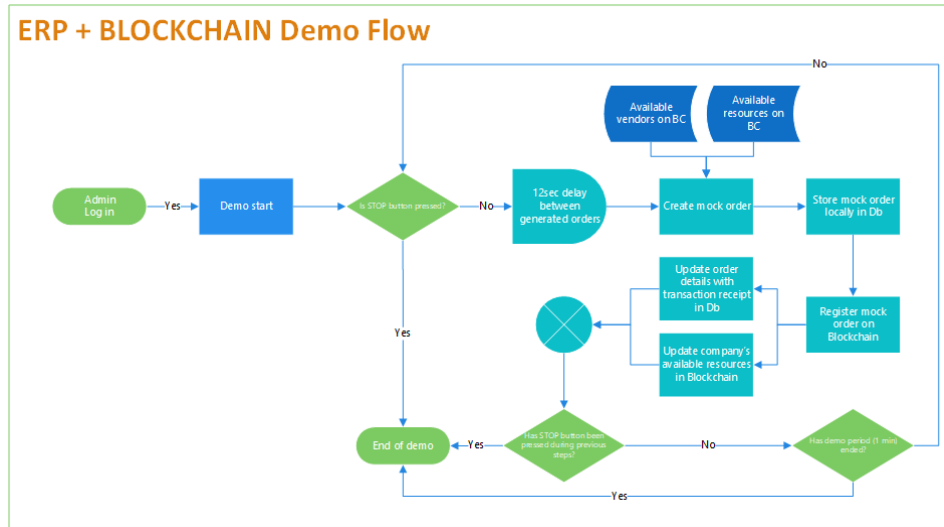 ERP + BLOCKCHAIN Demo Flow
No
Available
vendors on BC
Available
resources on
BC
Admin
Log in
Yes
Demo start
Is STOP button pressed?
No
12sec delay
between
generated orders
Create mock order
Store mock order
locally in Db
Update order
details with
transaction receipt
in Db
Register mock
order on
Blockchain
Yes
Update company's
available resources
in Blockchain
End of demo
Yes
Has STOP button been
pressed during previous
steps?
No
Has demo period (1 min)
ended?
Yes